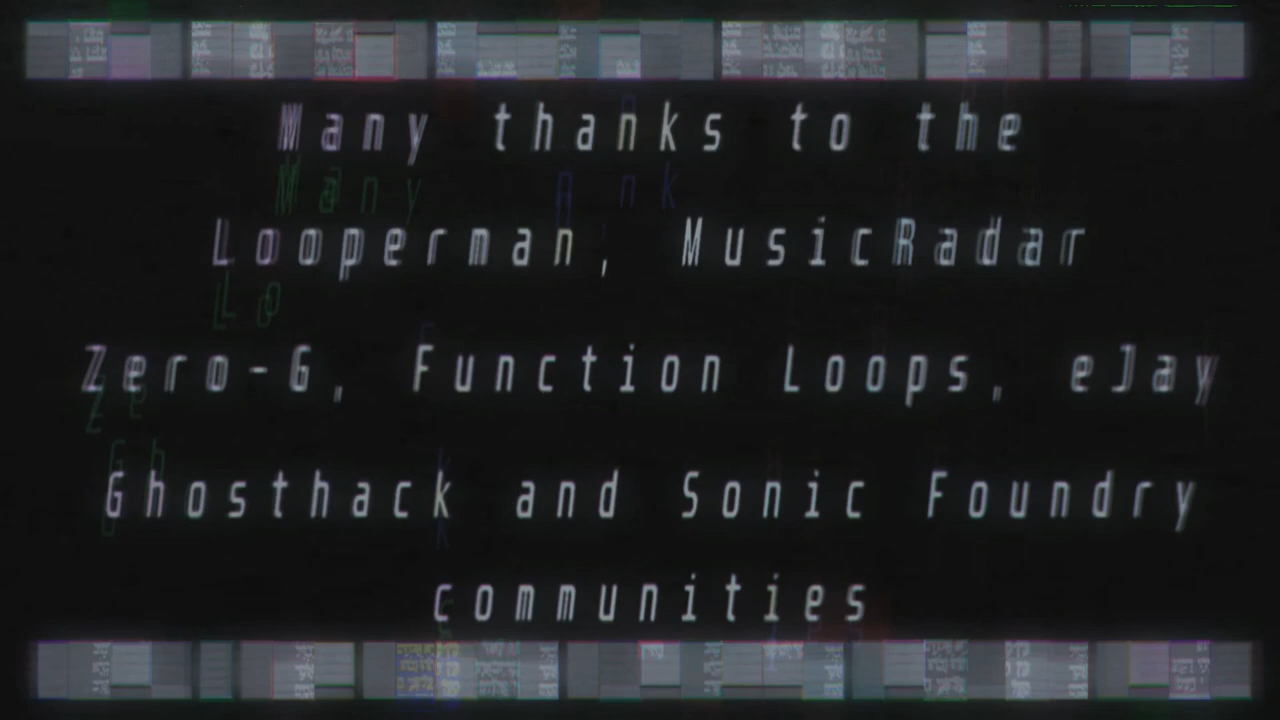 Many thanks to the
Looperman, MusicRadar
Zero-G, Function Loops, eJay
Ghosthack and Sonic Foundry
communities